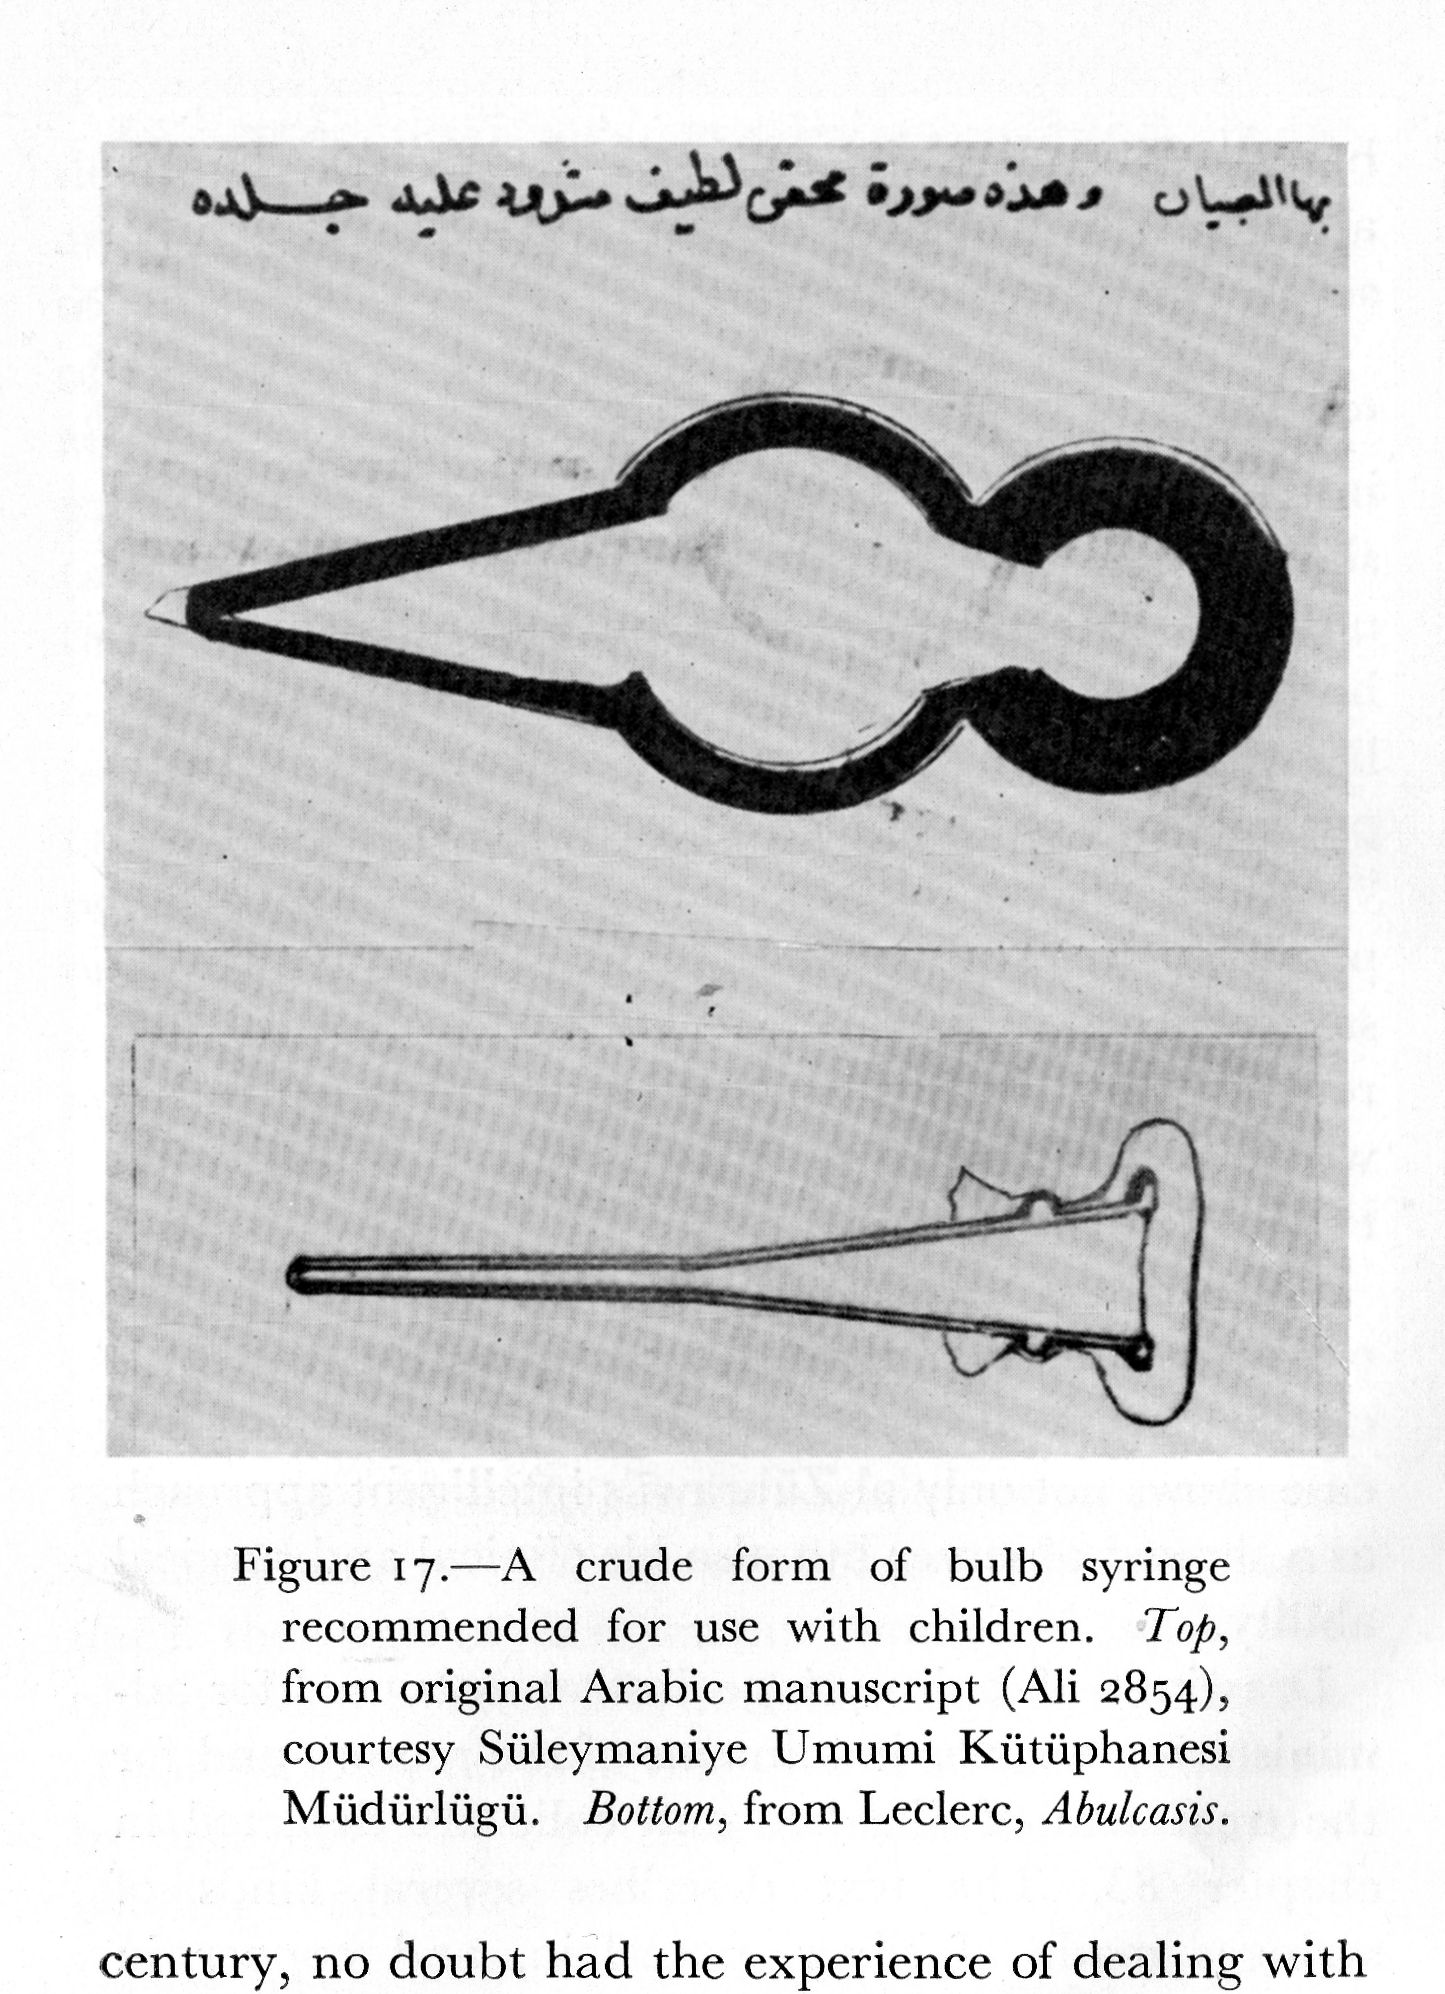 بها الصبيان وهذه صورة محقن لطيف مشدود عليه جلده
Figure 17.—A crude form of bulb syringe
recommended for use with children. Top,
from original Arabic manuscript (Ali 2854),
courtesy Süleymaniye Umumi Kütüphanesi
Müdürlügü. Bottom, from Leclerc, Abulcasis.
century, no doubt had the experience of dealing with